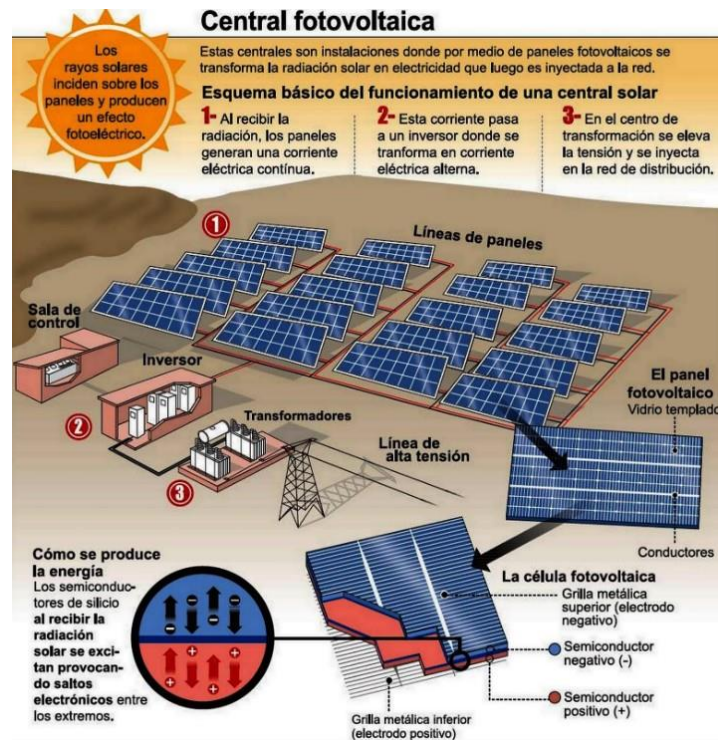 Central fotovoltaica
Los
rayos solares
inciden sobre los
paneles y producen
un efecto
fotoeléctrico.
Estas centrales son instalaciones donde por medio de paneles fotovoltaicos se
transforma la radiación solar en electricidad que luego es inyectada a la red.
Esquema básico del funcionamiento de una central solar
1- Al recibir la
radiación, los paneles
generan una corriente
eléctrica contínua.
2- Esta corriente pasa
a un inversor donde se
tranforma en corriente
eléctrica alterna.
3- En el centro de
transformación se eleva
la tensión y se inyecta
en la red de distribución.
1
Líneas de paneles
Sala de
control
Inversor
2
Transformadores
3
Línea de
alta tensión
El panel
fotovoltaico
Vidrio templado
Conductores
Cómo se produce
la energía
Los semiconduc-
tores de silicio
al recibir la
radiación
solar se exci-
tan provocan-
do saltos
electrónicos entre
los extremos.
La célula fotovoltaica
Grilla metálica
superior (electrodo
negativo)
Semiconductor
negativo (-)
Semiconductor
positivo (+)
Grilla metálica inferior
(electrodo positivo)